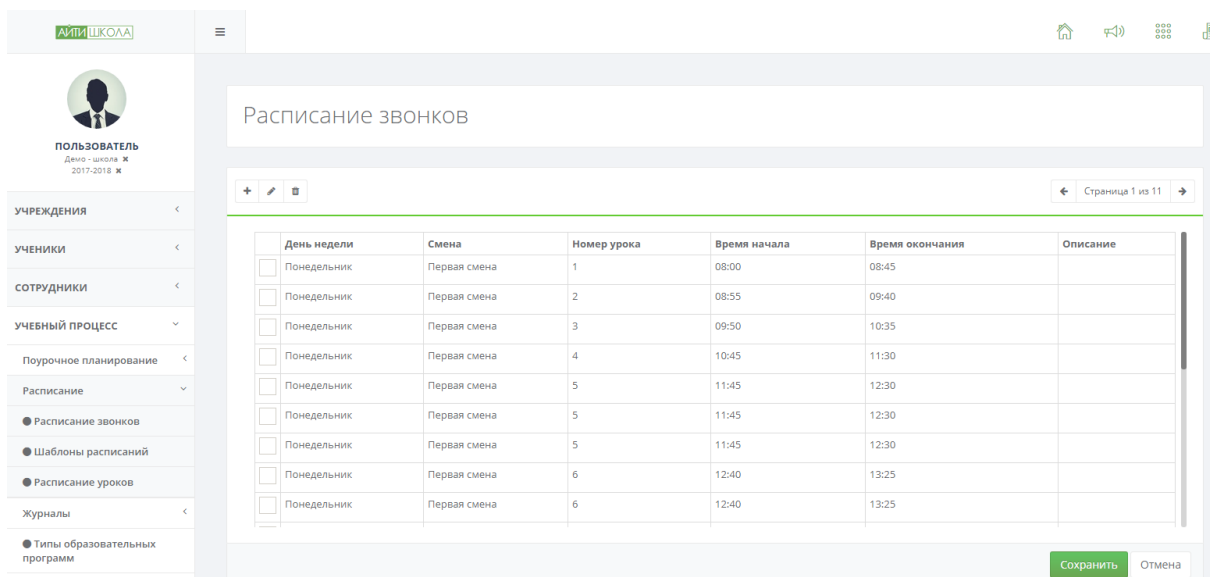 АЙТИ ШКОЛА
ПОЛЬЗОВАТЕЛЬ
Демо - школа ✖
2017-2018 ✖
УЧРЕЖДЕНИЯ
УЧЕНИКИ
СОТРУДНИКИ
УЧЕБНЫЙ ПРОЦЕСС
Поурочное планирование
Расписание
Расписание звонков
Шаблоны расписаний
Расписание уроков
Журналы
Типы образовательных
программ
Расписание звонков
Страница 1 из 11
День недели Смена Номер урока Время начала Время окончания Описание
Понедельник Первая смена 1 08:00 08:45
Понедельник Первая смена 2 08:55 09:40
Понедельник Первая смена 3 09:50 10:35
Понедельник Первая смена 4 10:45 11:30
Понедельник Первая смена 5 11:45 12:30
Понедельник Первая смена 5 11:45 12:30
Понедельник Первая смена 5 11:45 12:30
Понедельник Первая смена 6 12:40 13:25
Понедельник Первая смена 6 12:40 13:25
Сохранить Отмена